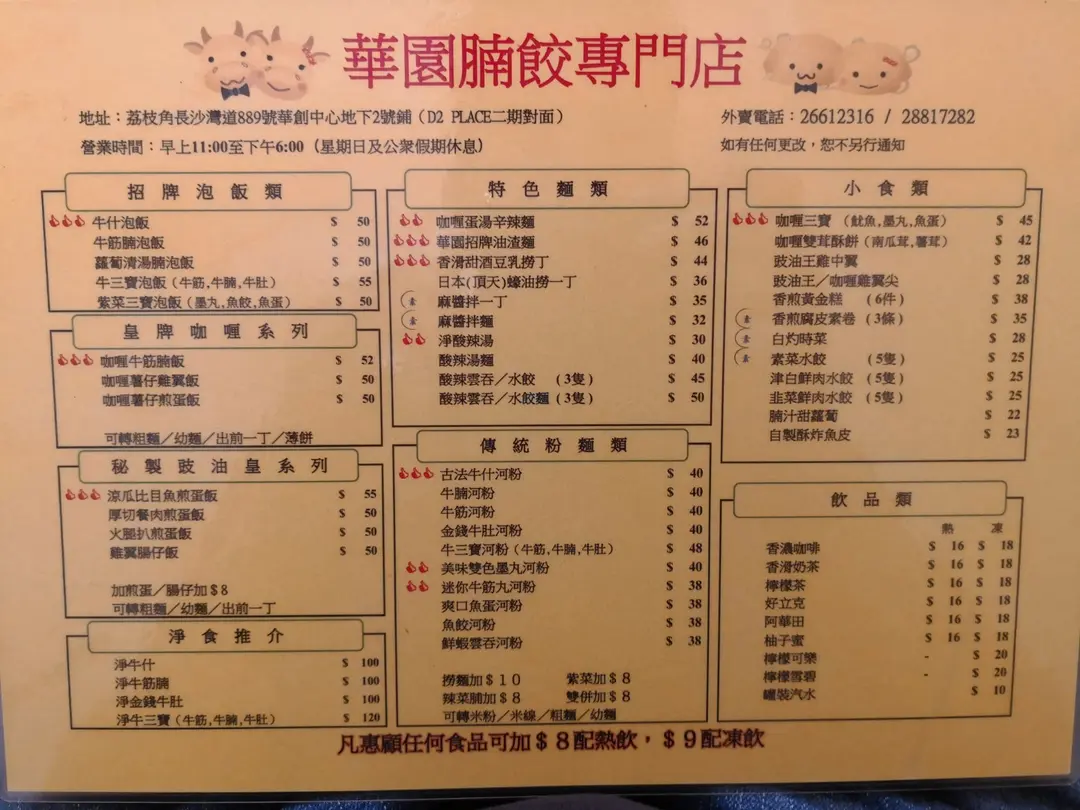 華園腩餃專門店
地址：荔枝角長沙灣道889號華創中心地下2號鋪（D2 PLACE二期對面）
外賣電話：26612316 / 28817282
營業時間：早上11:00至下午6:00（星期日及公衆假期休息）
如有任何更改，恕不另行通知
招牌泡飯類
牛什泡飯 $ 50
牛筋腩泡飯 $ 50
蘿蔔清湯腩泡飯 $ 50
牛三寶泡飯（牛筋,牛腩,牛肚） $ 55
紫菜三寶泡飯（墨丸,魚餃,魚蛋） $ 50
皇牌咖喱系列
咖喱牛筋腩飯 $ 52
咖喱薯仔雞翼飯 $ 50
咖喱薯仔煎蛋飯 $ 50
可轉粗麵／幼麵／出前一丁／薄餅
秘製豉油皇系列
涼瓜比目魚煎蛋飯 $ 55
厚切餐肉煎蛋飯 $ 50
火腿扒煎蛋飯 $ 50
雞翼腸仔飯 $ 50
加煎蛋／腸仔加＄8
可轉粗麵／幼麵／出前一丁
淨食推介
淨牛什 $ 100
淨牛筋腩 $ 100
淨金錢牛肚 $ 100
淨牛三寶（牛筋,牛腩,牛肚） $ 120
特色麵類
咖喱蛋湯辛辣麵 $ 52
華園招牌油渣麵 $ 46
香滑甜酒豆乳撈丁 $ 44
日本(頂天)蠔油撈一丁 $ 36
素 麻醬拌一丁 $ 35
素 麻醬拌麵 $ 32
淨酸辣湯 $ 30
酸辣湯麵 $ 40
酸辣雲吞／水餃 （3隻） $ 45
酸辣雲吞／水餃麵（3隻） $ 50
傳統粉麵類
古法牛什河粉 $ 40
牛腩河粉 $ 40
牛筋河粉 $ 40
金錢牛肚河粉 $ 40
牛三寶河粉（牛筋,牛腩,牛肚） $ 48
美味雙色墨丸河粉 $ 40
迷你牛筋丸河粉 $ 38
爽口魚蛋河粉 $ 38
魚餃河粉 $ 38
鮮蝦雲吞河粉 $ 38
撈麵加＄10 紫菜加＄8
辣菜脯加＄8 雙併加＄8
可轉米粉／米線／粗麵／幼麵
小食類
咖喱三寶 （魷魚,墨丸,魚蛋） $ 45
咖喱雙茸酥餅（南瓜茸,薯茸） $ 42
豉油王雞中翼 $ 28
豉油王／咖喱雞翼尖 $ 28
香煎黃金糕 （6件） $ 38
素 香煎腐皮素卷 （3條） $ 35
素 白灼時菜 $ 28
素 素菜水餃 （5隻） $ 25
津白鮮肉水餃 （5隻） $ 25
韭菜鮮肉水餃 （5隻） $ 25
腩汁甜蘿蔔 $ 22
自製酥炸魚皮 $ 23
飲品類
熱 凍
香濃咖啡 $ 16 $ 18
香滑奶茶 $ 16 $ 18
檸檬茶 $ 16 $ 18
好立克 $ 16 $ 18
阿華田 $ 16 $ 18
柚子蜜 $ 16 $ 18
檸檬可樂 - $ 20
檸檬雪碧 - $ 20
罐裝汽水 $ 10
凡惠顧任何食品可加＄8配熱飲，＄9配凍飲